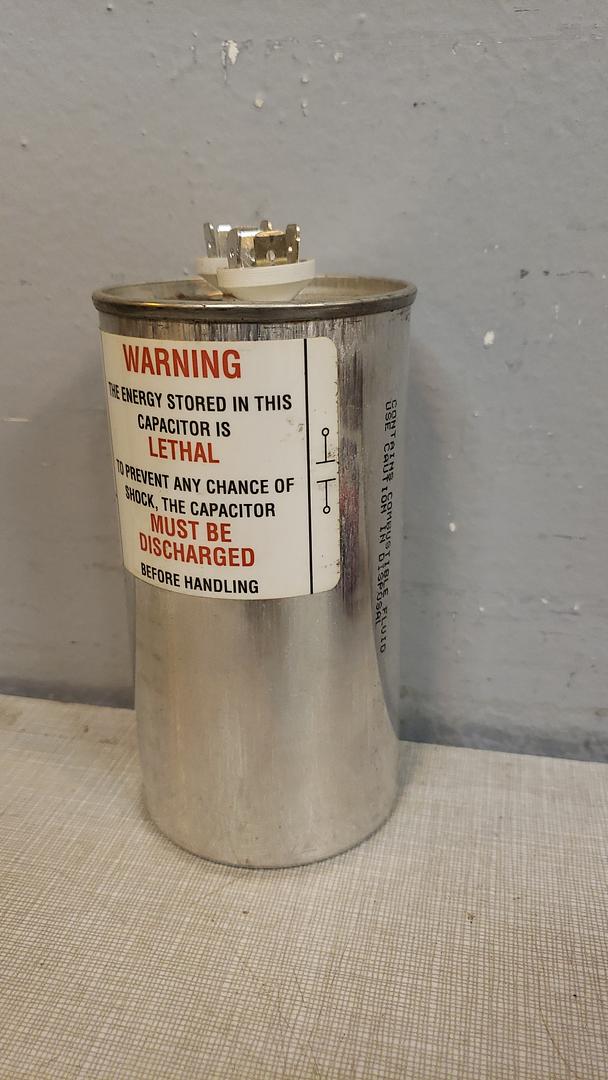 WARNING
THE ENERGY STORED IN THIS
CAPACITOR IS
LETHAL
TO PREVENT ANY CHANCE OF
SHOCK, THE CAPACITOR
MUST BE
DISCHARGED
BEFORE HANDLING
CONTAINS COMBUSTIBLE FLUID
USE CAUTION IN DISPOSAL